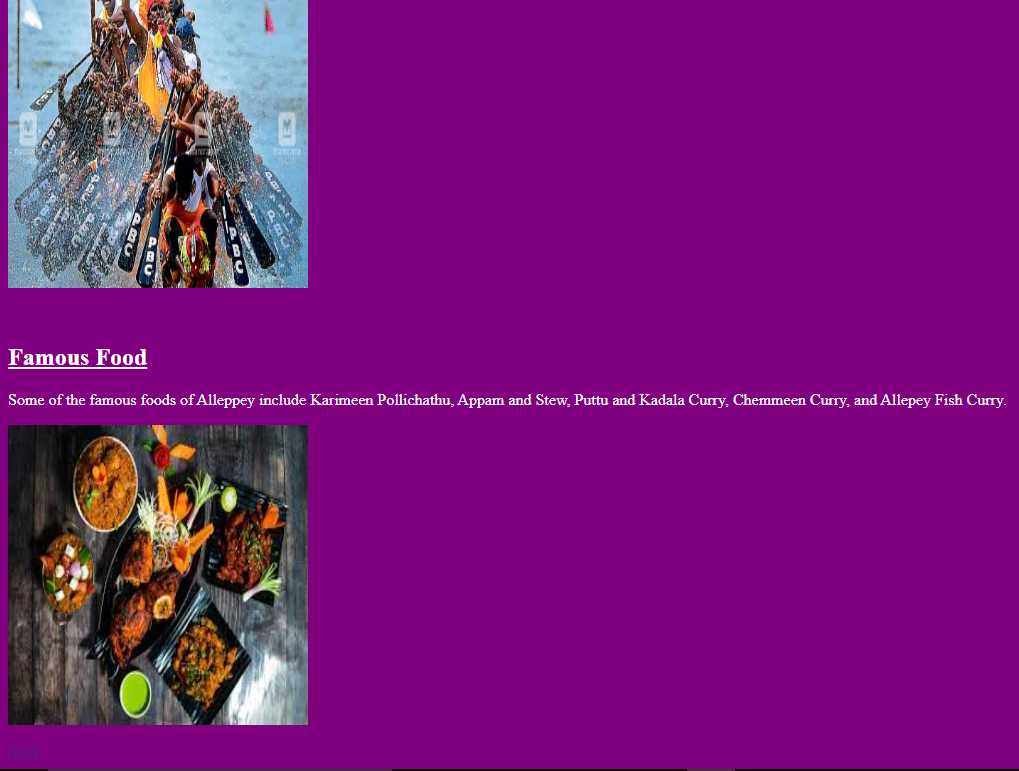 PBC
PBC
PBC
PBC
Famous Food
Some of the famous foods of Alleppey include Karimeen Pollichathu, Appam and Stew, Puttu and Kadala Curry, Chemmeen Curry, and Allepey Fish Curry.
Back